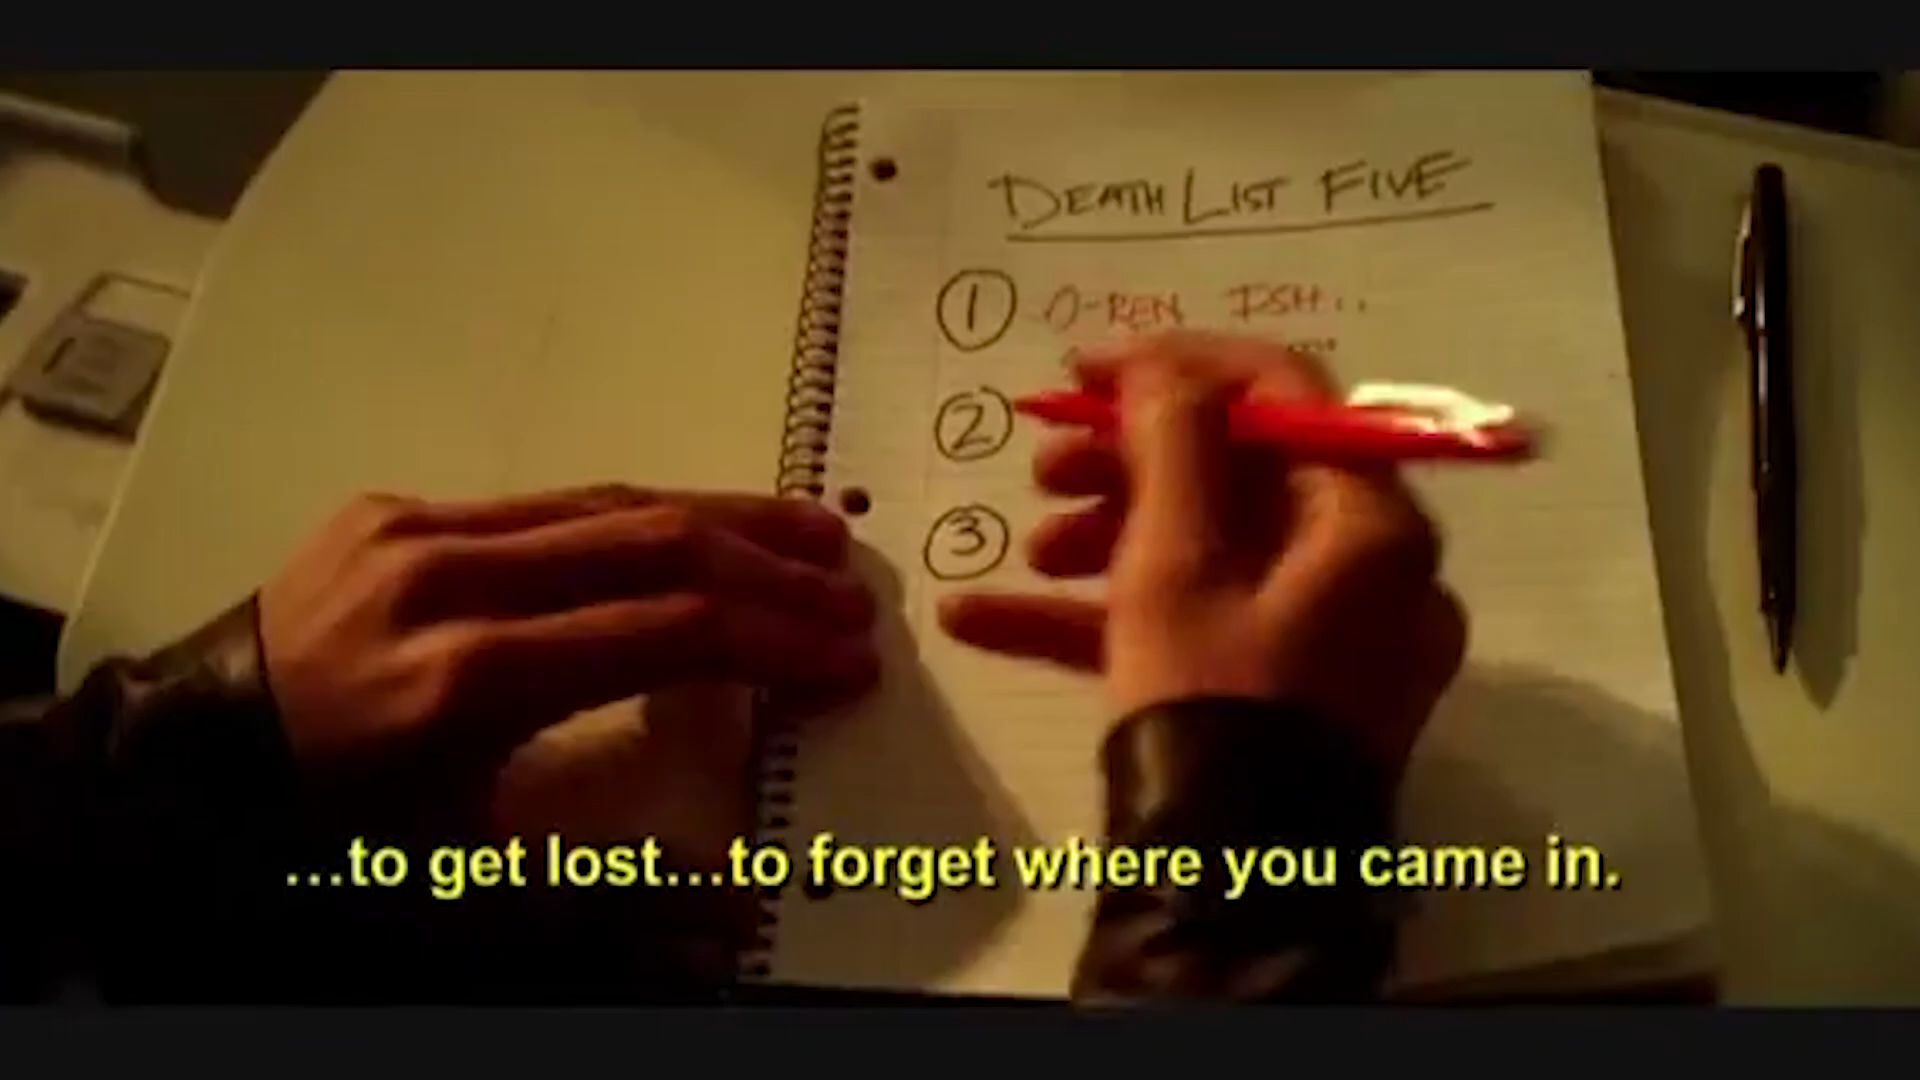 DEATH LIST FIVE
1 O-REN ISH..
2
3
...to get lost...to forget where you came in.